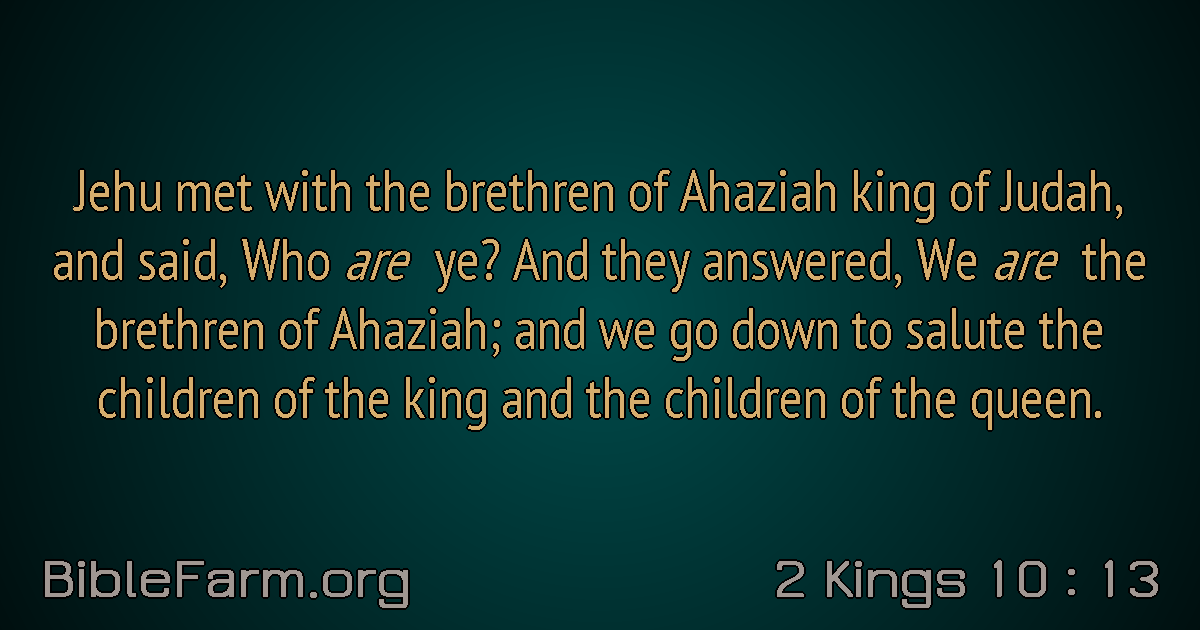 Jehu met with the brethren of Ahaziah king of Judah,
and said, Who are ye? And they answered, We are the
brethren of Ahaziah; and we go down to salute the
children of the king and the children of the queen.
BibleFarm.org
2 Kings 10 : 13